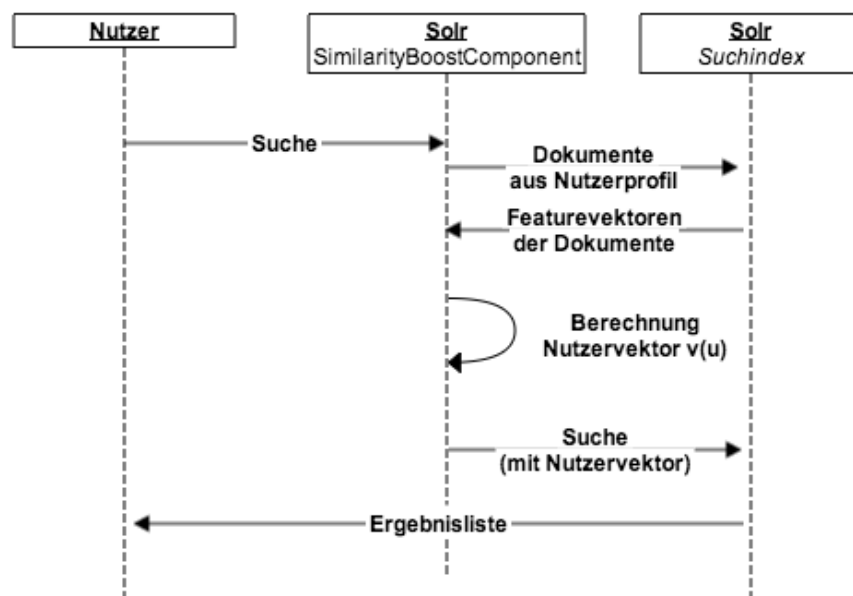 Nutzer
Solr
SimilarityBoostComponent
Solr
Suchindex
Suche
Dokumente
aus Nutzerprofil
Featurevektoren
der Dokumente
Berechnung
Nutzervektor v(u)
Suche
(mit Nutzervektor)
Ergebnisliste